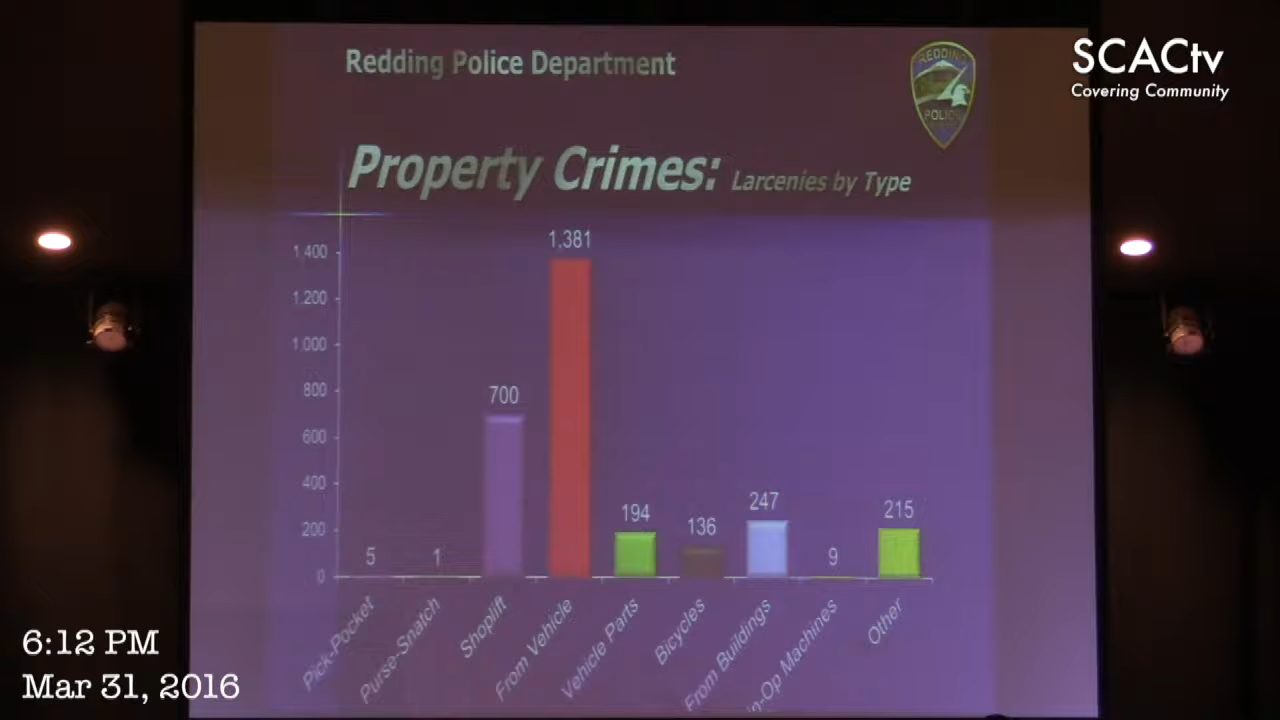 SCACtv
Covering Community
Redding Police Department
REDDING
POLICE
Property Crimes: Larcenies by Type
1,400
1,200
1,000
800
600
400
200
0
5
1
700
1,381
194
136
247
9
215
Pick-Pocket
Purse-Snatch
Shoplift
From Vehicle
Vehicle Parts
Bicycles
From Buildings
n-Op Machines
Other
6:12 PM
Mar 31, 2016